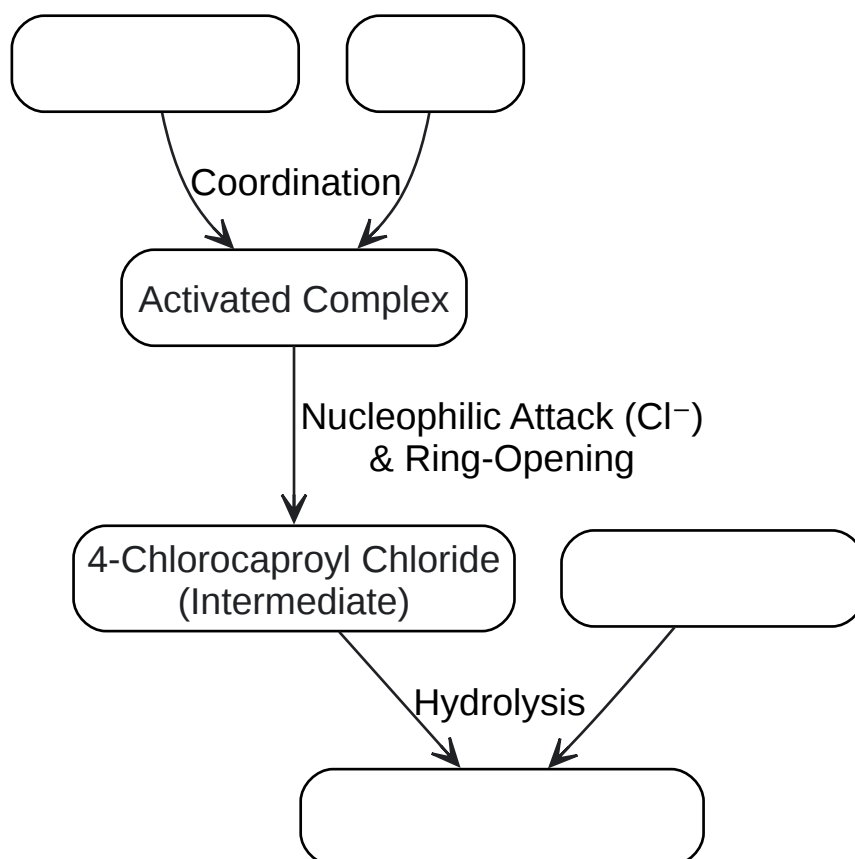 Coordination
Activated Complex
Nucleophilic Attack (Cl⁻)
& Ring-Opening
4-Chlorocaproyl Chloride
(Intermediate)
Hydrolysis